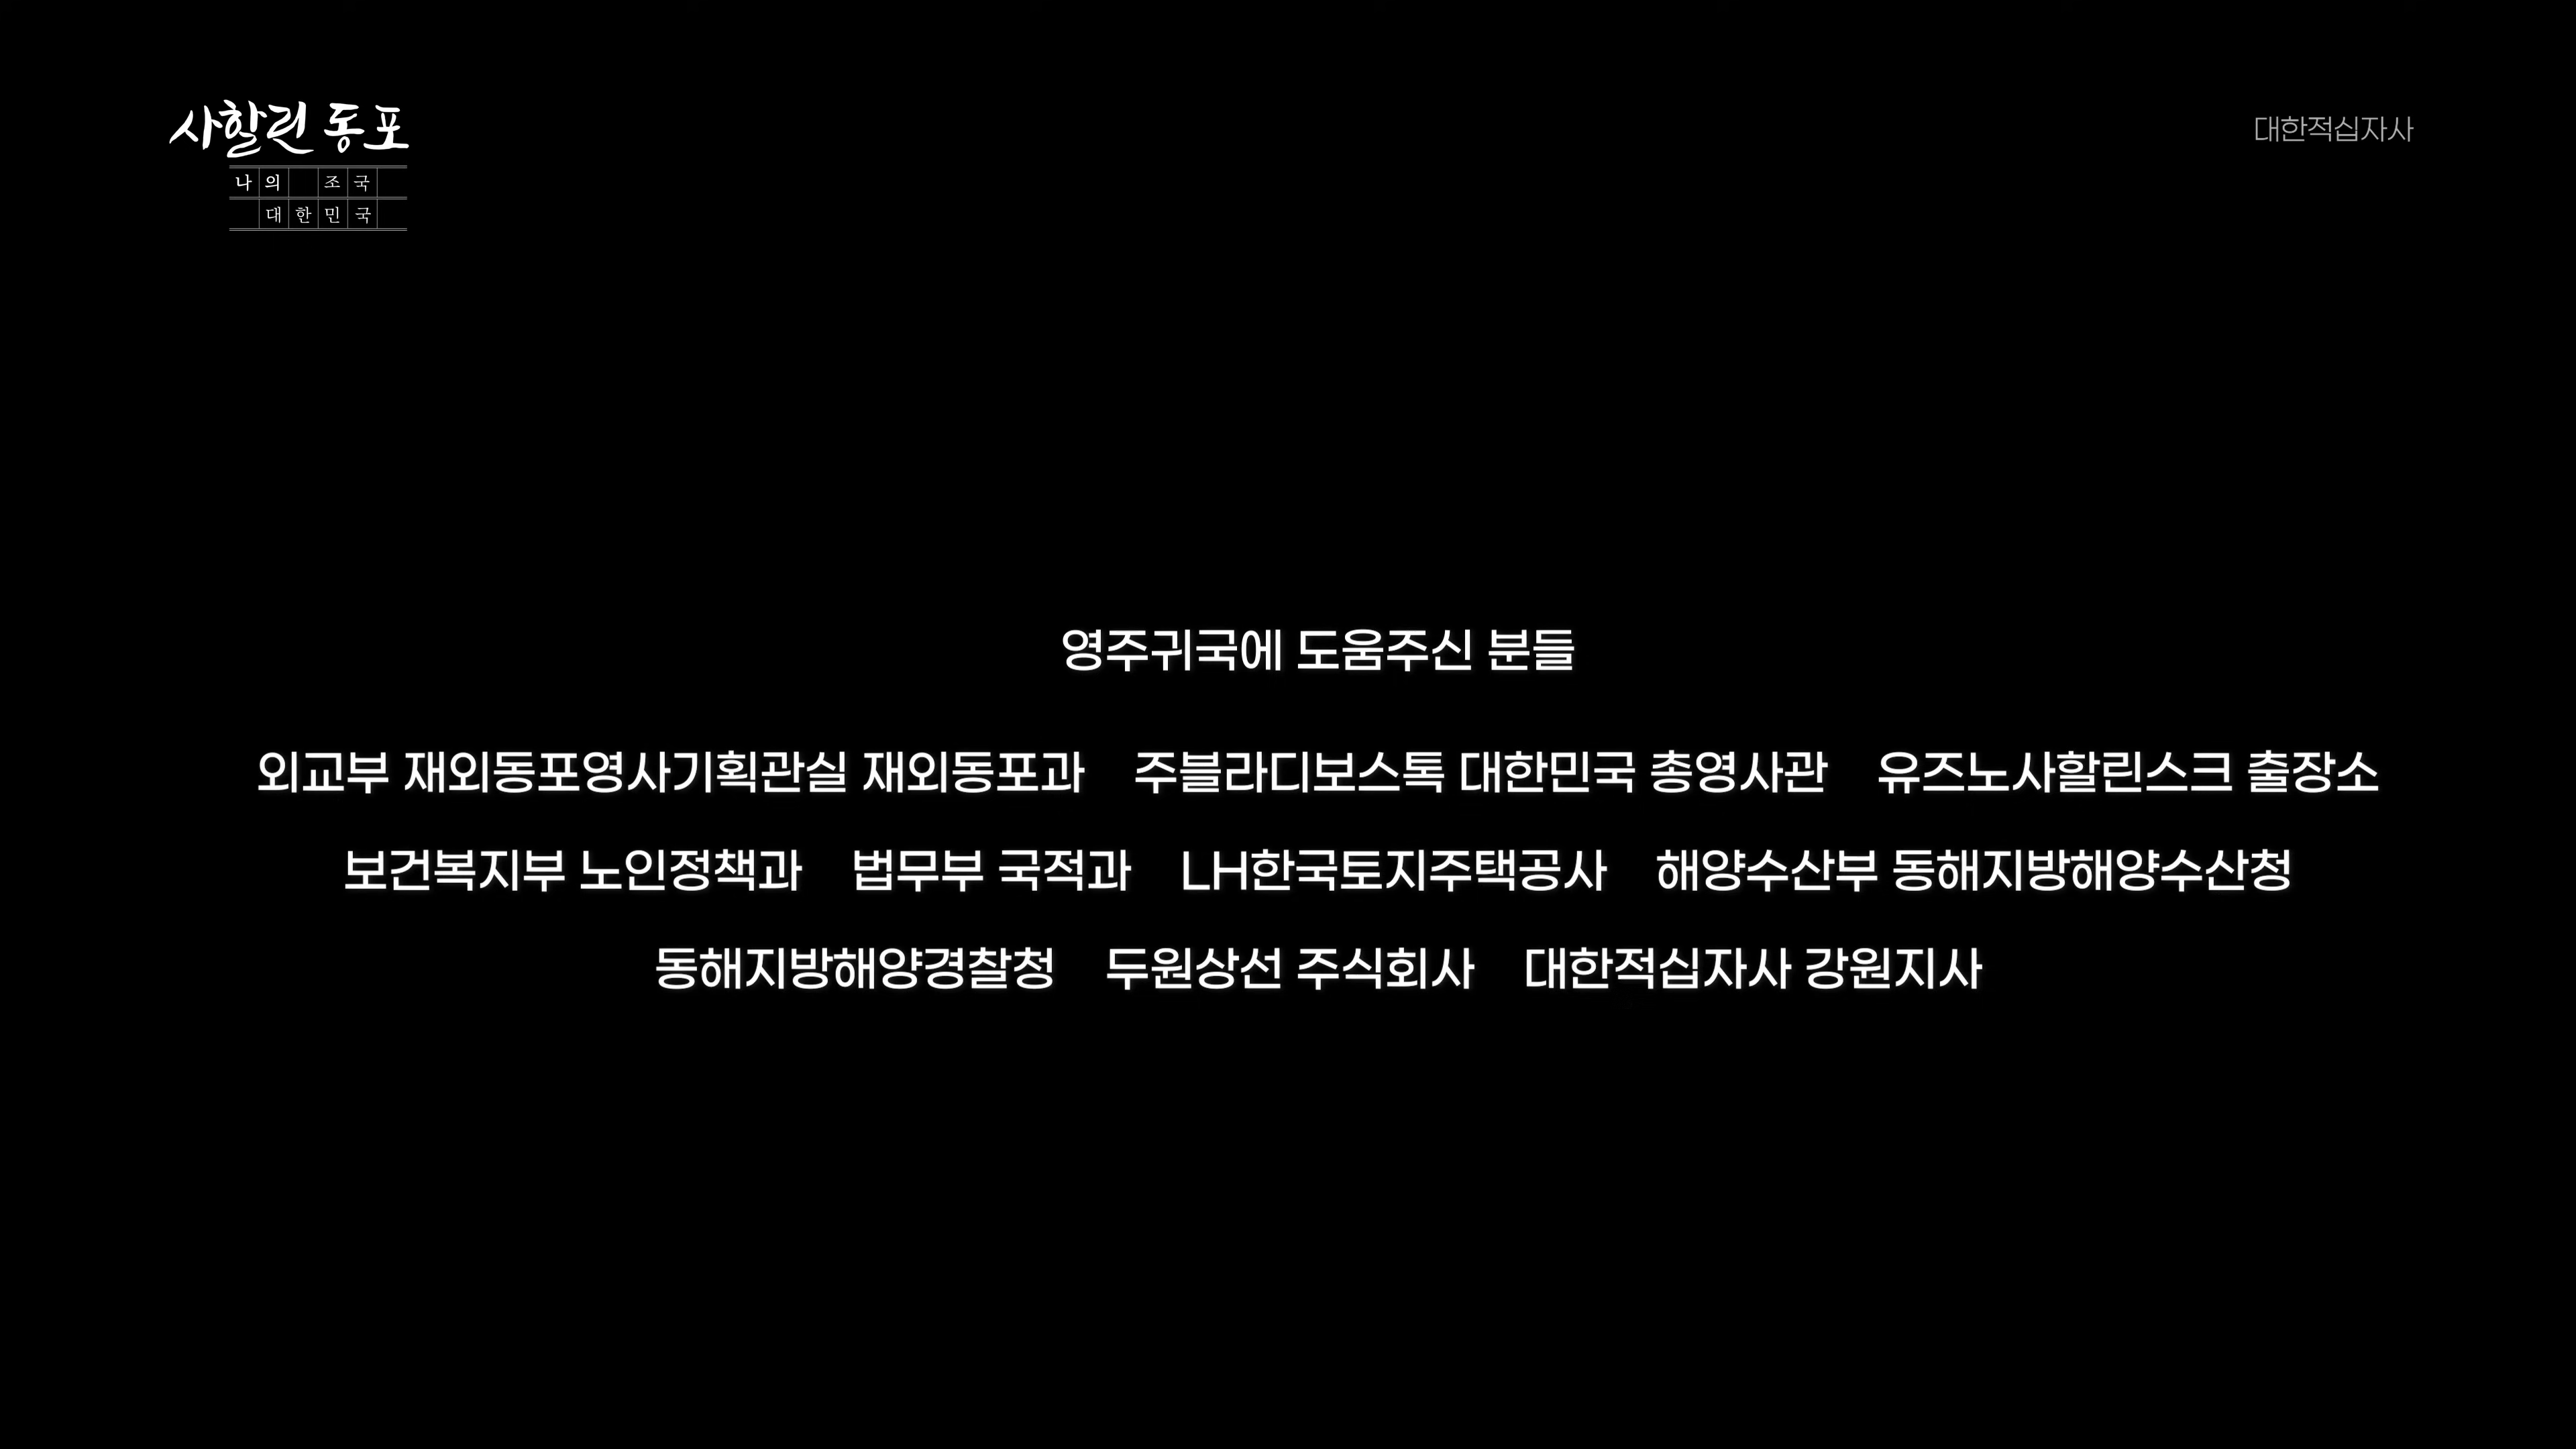 사할린 동포
나의 조국
대한민국
대한적십자사
영주귀국에 도움주신 분들
외교부 재외동포영사기획관실 재외동포과 주블라디보스톡 대한민국 총영사관 유즈노사할린스크 출장소
보건복지부 노인정책과 법무부 국적과 LH한국토지주택공사 해양수산부 동해지방해양수산청
동해지방해양경찰청 두원상선 주식회사 대한적십자사 강원지사